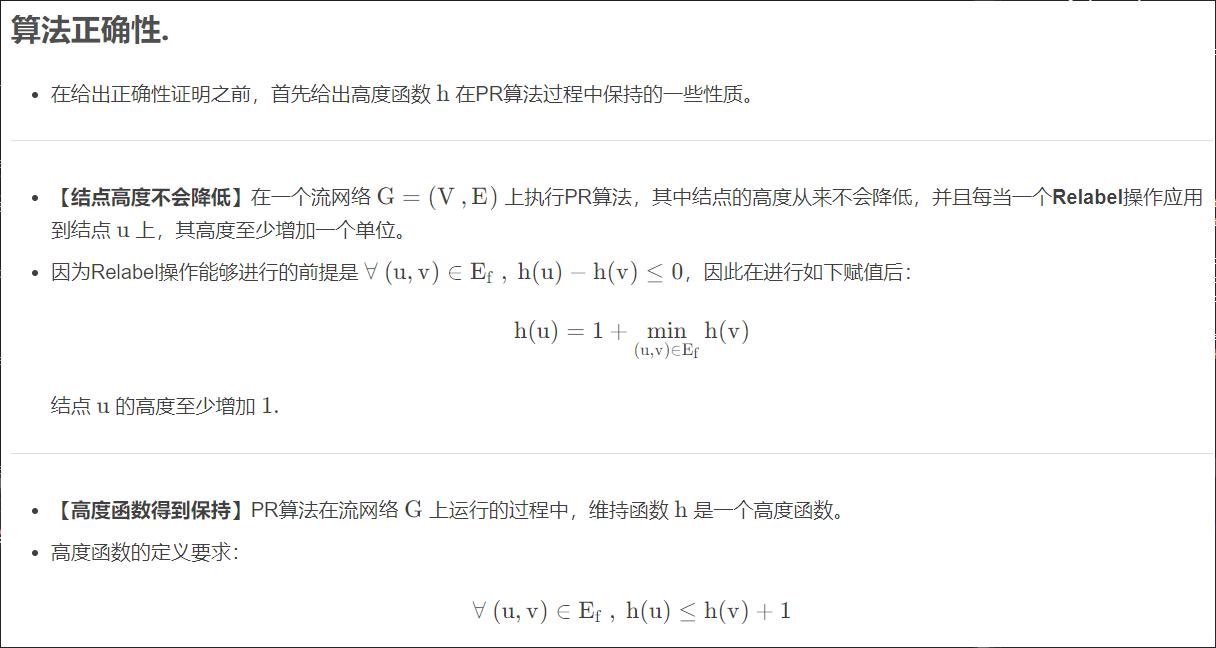 算法正确性.
在给出正确性证明之前，首先给出高度函数 h 在PR算法过程中保持的一些性质。
【结点高度不会降低】在一个流网络 G = (V , E) 上执行PR算法，其中结点的高度从来不会降低，并且每当一个Relabel操作应用
到结点 u 上，其高度至少增加一个单位。
因为Relabel操作能够进行的前提是 ∀ (u, v) ∈ E_f , h(u) − h(v) ≤ 0，因此在进行如下赋值后：
h(u) = 1 + min_{(u,v)∈E_f} h(v)
结点 u 的高度至少增加 1.
【高度函数得到保持】PR算法在流网络 G 上运行的过程中，维持函数 h 是一个高度函数。
高度函数的定义要求：
∀ (u, v) ∈ E_f , h(u) ≤ h(v) + 1